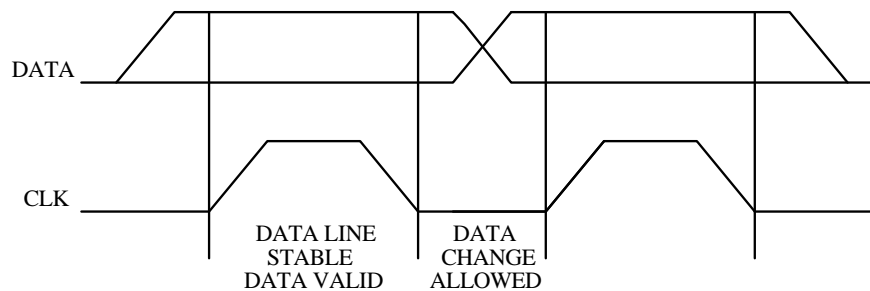 DATA
CLK
DATA LINE
STABLE
DATA VALID
DATA
CHANGE
ALLOWED